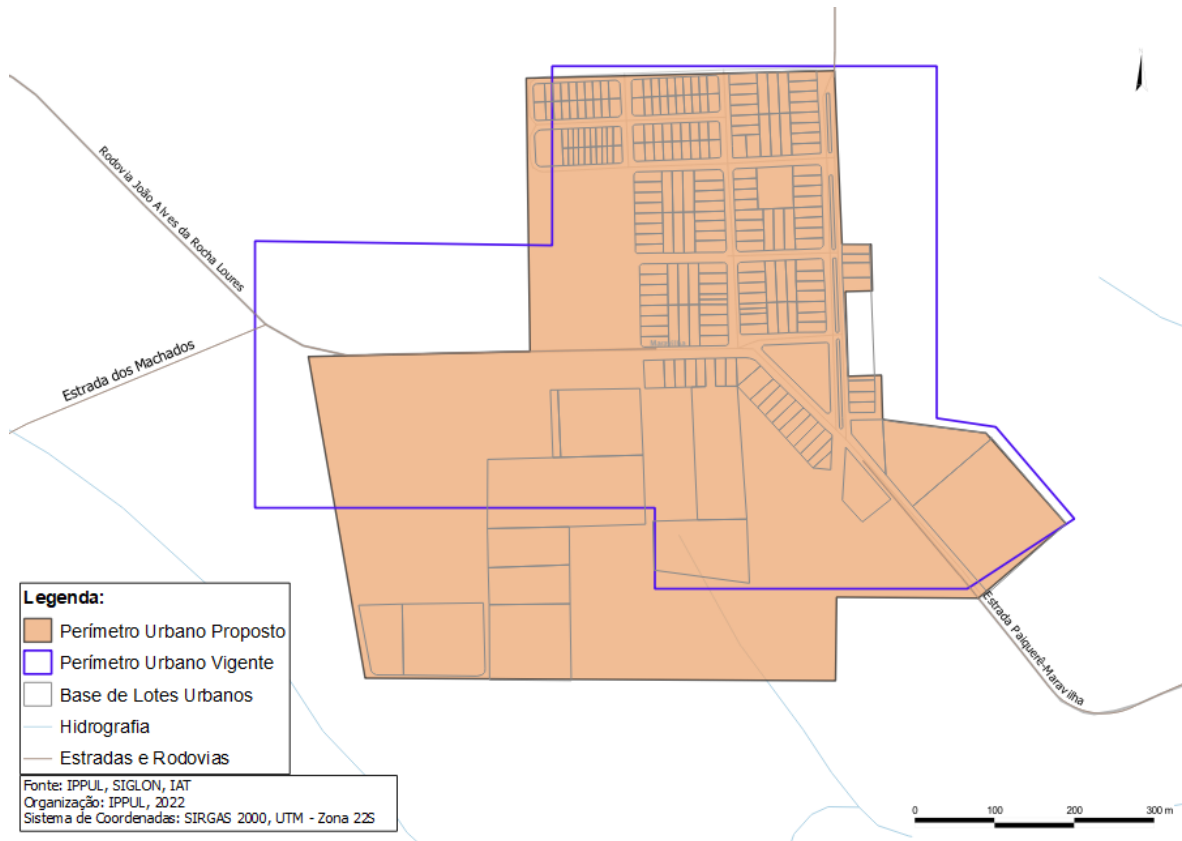 Rodovia João Alves da Rocha Loures
Estrada dos Machados
Maravilha
Estrada Paiquerê-Maravilha
Legenda:
Perímetro Urbano Proposto
Perímetro Urbano Vigente
Base de Lotes Urbanos
Hidrografia
Estradas e Rodovias
Fonte: IPPUL, SIGLON, IAT
Organização: IPPUL, 2022
Sistema de Coordenadas: SIRGAS 2000, UTM - Zona 22S
0 100 200 300 m